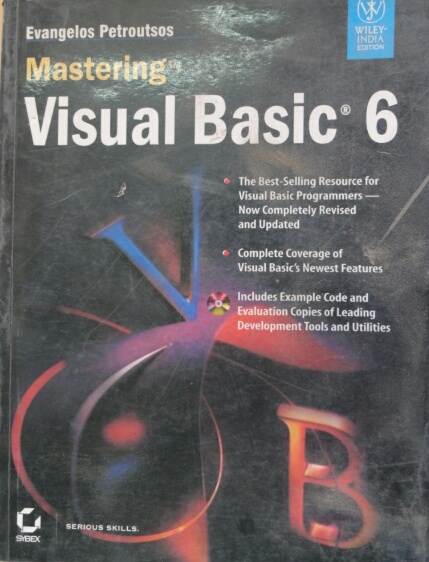 Evangelos Petroutsos
WILEY-
INDIA
EDITION
Mastering™
Visual Basic® 6
• The Best-Selling Resource for
Visual Basic Programmers —
Now Completely Revised
and Updated
• Complete Coverage of
Visual Basic's Newest Features
Includes Example Code and
Evaluation Copies of Leading
Development Tools and Utilities
V
B
SYBEX
SERIOUS SKILLS.